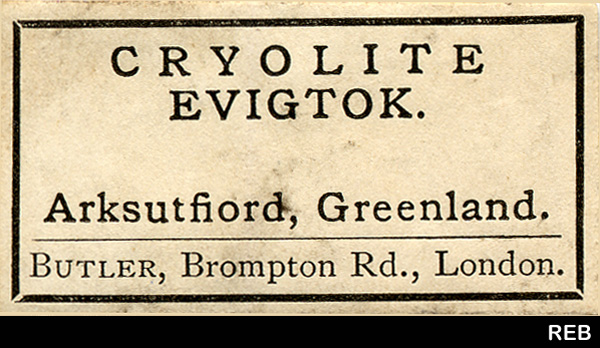 CRYOLITE
EVIGTOK.
Arksutfiord, Greenland.
BUTLER, Brompton Rd., London.
REB